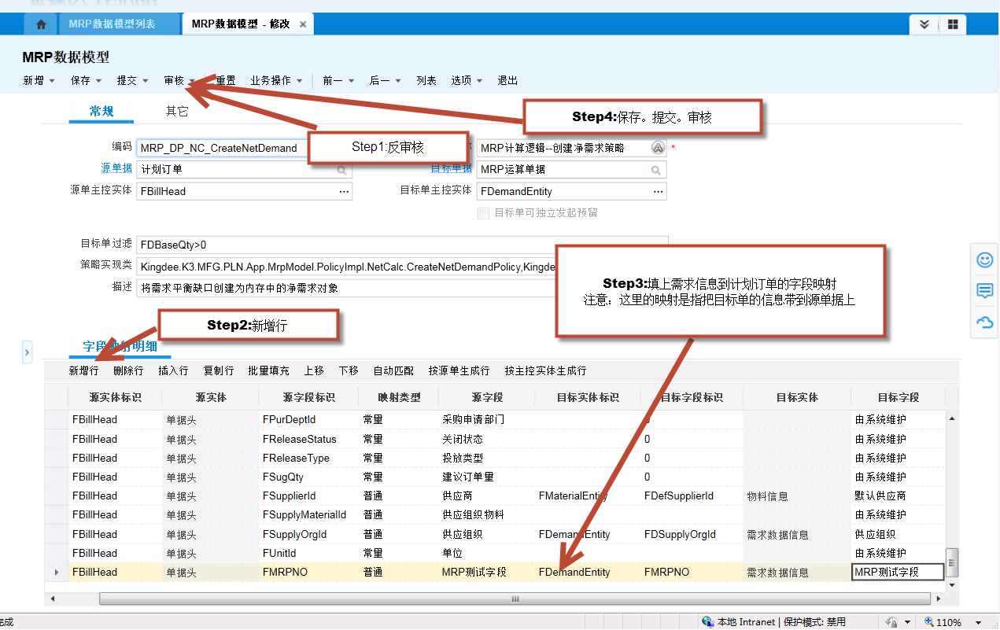 MRP数据模型列表
MRP数据模型 - 修改 ×
MRP数据模型
新增 保存 提交 审核 重置 业务操作 前一 后一 列表 选项 退出
常规 其它
Step4:保存。提交。审核
Step1:反审核
编码 MRP_DP_NC_CreateNetDemand
MRP计算逻辑--创建净需求策略 A *
源单据 计划订单
目标单据 MRP运算单据
源单主控实体 FBillHead ...
目标单主控实体 FDemandEntity ...
目标单可独立发起预留
目标单过滤 FDBaseQty>0
策略实现类 Kingdee.K3.MFG.PLN.App.MrpModel.PolicyImpl.NetCalc.CreateNetDemandPolicy,Kingde
描述 将需求平衡缺口创建为内存中的净需求对象
Step3:填上需求信息到计划订单的字段映射
注意：这里的映射是指把目标单的信息带到源单据上
Step2:新增行
字段映射明细
新增行 删除行 插入行 复制行 批量填充 上移 下移 自动匹配 按源单生成行 按主控实体生成行
源实体标识 源实体 源字段标识 映射类型 源字段 目标实体标识 目标字段标识 目标实体 目标字段
FBillHead 单据头 FPurDeptId 常量 采购申请部门 由系统维护
FBillHead 单据头 FReleaseStatus 常量 关闭状态 0 由系统维护
FBillHead 单据头 FReleaseType 常量 投放类型 0 由系统维护
FBillHead 单据头 FSugQty 常量 建议订单量 0 由系统维护
FBillHead 单据头 FSupplierId 普通 供应商 FMaterialEntity FDefSupplierId 物料信息 默认供应商
FBillHead 单据头 FSupplyMaterialId 普通 供应组织物料 由系统维护
FBillHead 单据头 FSupplyOrgId 普通 供应组织 FDemandEntity FDSupplyOrgId 需求数据信息 供应组织
FBillHead 单据头 FUnitId 常量 单位 由系统维护
FBillHead 单据头 FMRPNO 普通 MRP测试字段 FDemandEntity FMRPNO 需求数据信息 MRP测试字段
完成
本地 Intranet | 保护模式: 禁用
110%